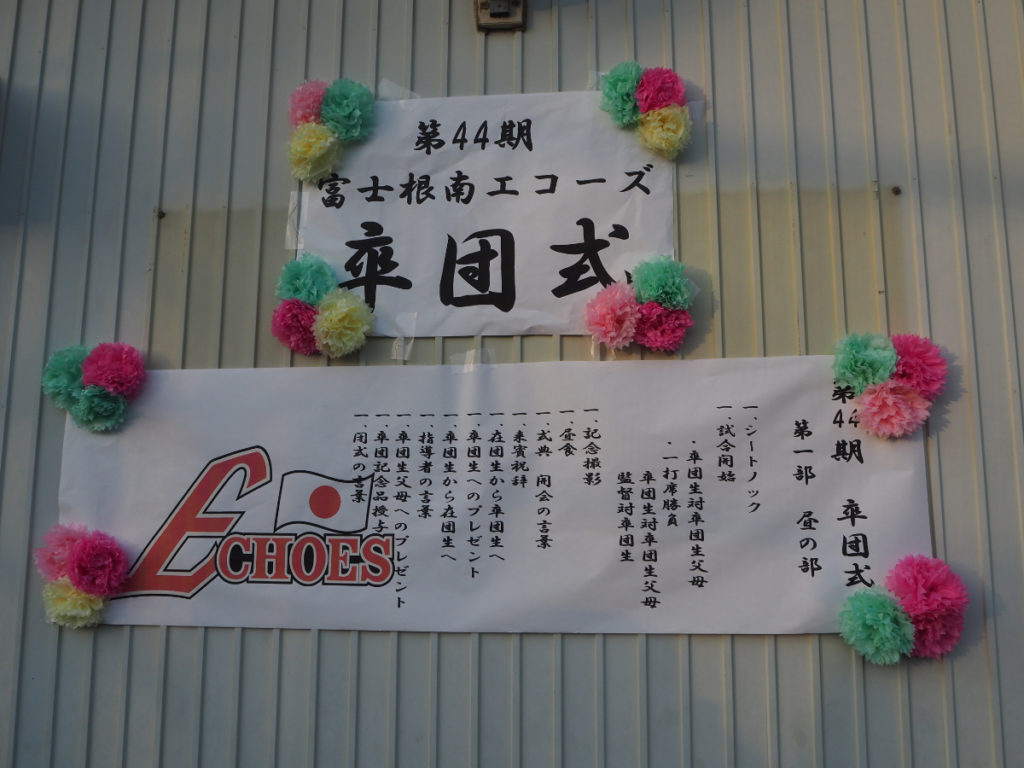 第44期
富士根南エコーズ
卒団式
第44期 卒団式
第一部 昼の部
一、シートノック
一、試合開始
・卒団生対卒団生父母
・一打席勝負
卒団生対卒団生父母
監督対卒団生
一、記念撮影
一、昼食
一、式典 開会の言葉
一、来賓祝辞
一、在団生から卒団生へ
一、卒団生へのプレゼント
一、卒団生から在団生へ
一、指導者の言葉
一、卒団生父母へのプレゼント
一、卒団記念品授与
一、閉式の言葉
ECHOES